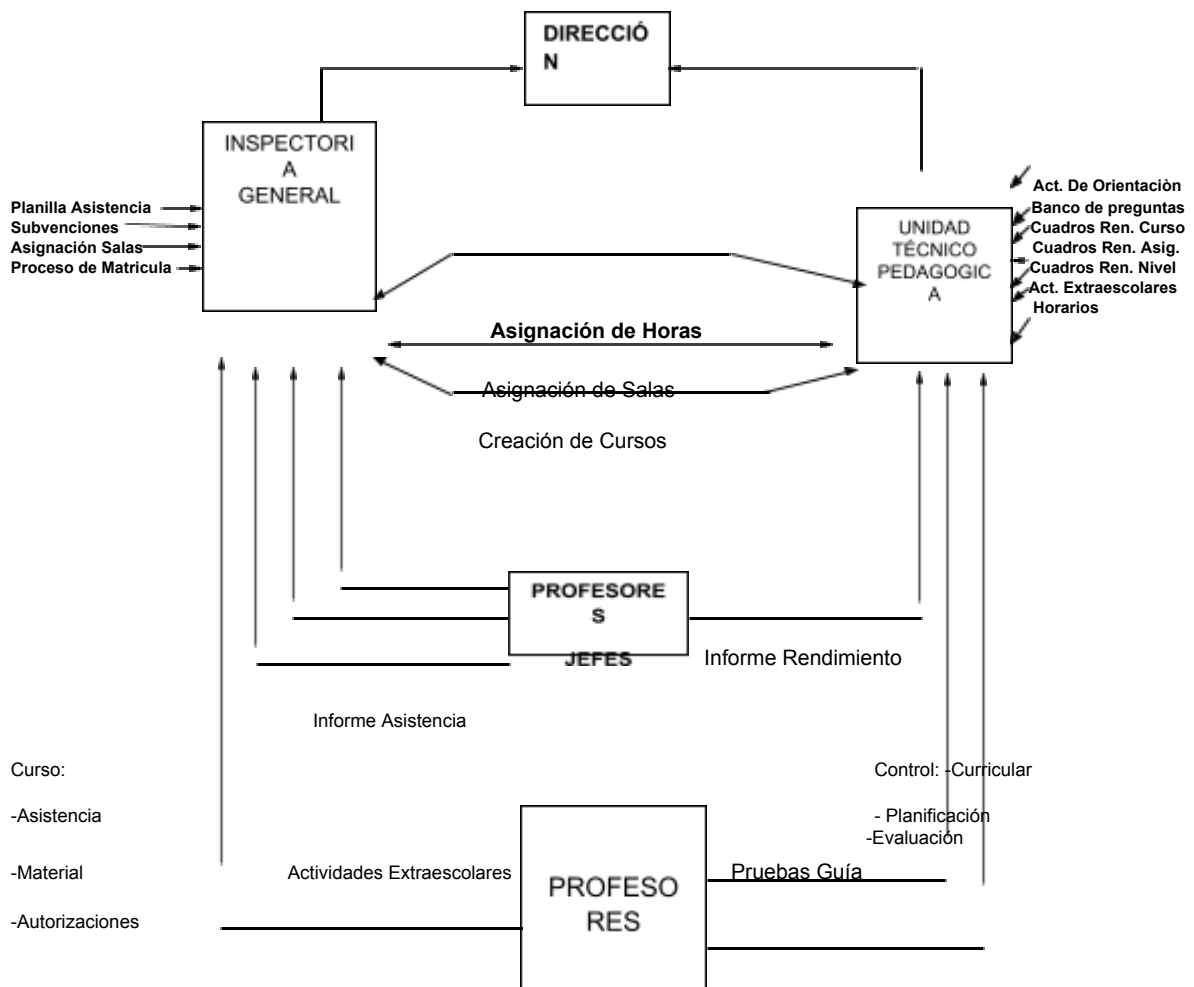 DIRECCIÓ
N
INSPECTORI
A
GENERAL
Planilla Asistencia
Subvenciones
Asignación Salas
Proceso de Matricula
Act. De Orientaciòn
Banco de preguntas
Cuadros Ren. Curso
Cuadros Ren. Asig.
Cuadros Ren. Nivel
Act. Extraescolares
Horarios
UNIDAD
TÉCNICO
PEDAGOGIC
A
Asignación de Horas
Asignación de Salas
Creación de Cursos
PROFESORE
S
JEFES
Informe Rendimiento
Informe Asistencia
Curso:
-Asistencia
-Material
-Autorizaciones
Control: -Curricular
- Planificación
-Evaluación
Actividades Extraescolares
PROFESO
RES
Pruebas Guía